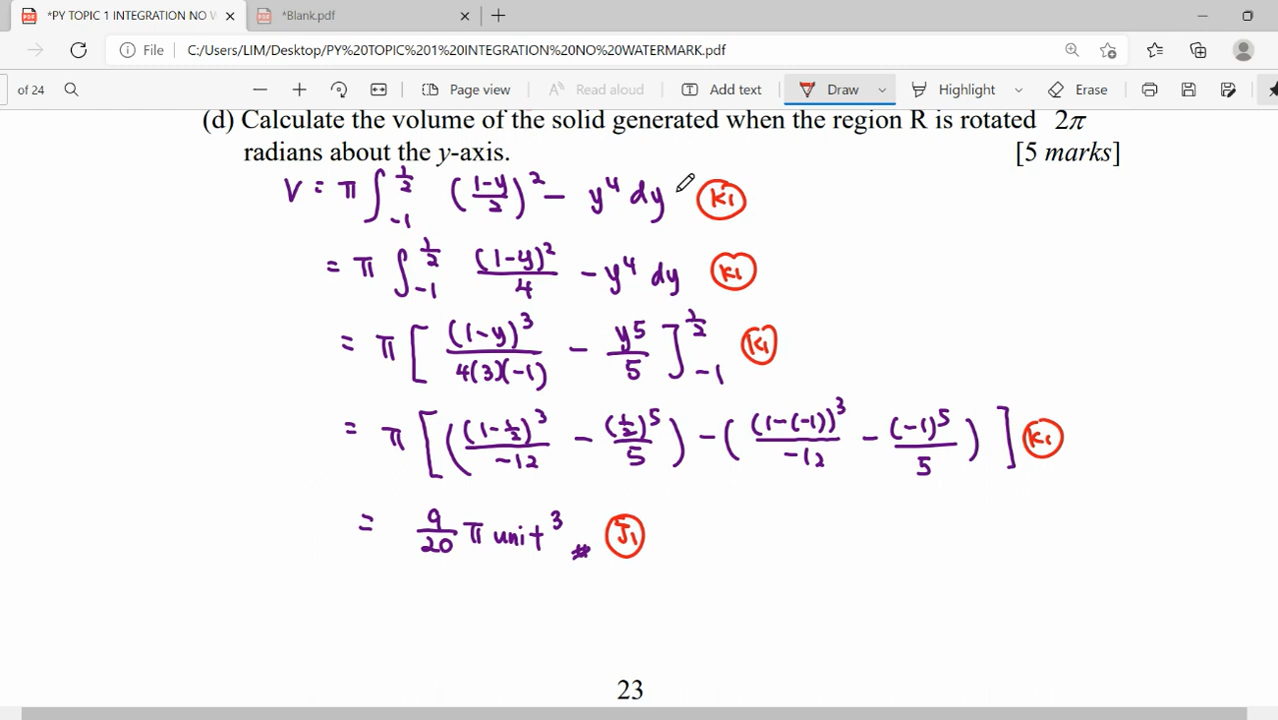 *PY TOPIC 1 INTEGRATION NO W
*Blank.pdf
File C:/Users/LIM/Desktop/PY%20TOPIC%201%20INTEGRATION%20NO%20WATERMARK.pdf
of 24 Page view Read aloud Add text Draw Highlight Erase
(d) Calculate the volume of the solid generated when the region R is rotated 2π
radians about the y-axis. [5 marks]
V = π ∫_{-1}^{1/2} ((1-y)/2)^2 - y^4 dy K1
= π ∫_{-1}^{1/2} (1-y)^2/4 - y^4 dy K1
= π [ (1-y)^3/(4(3)(-1)) - y^5/5 ]_{-1}^{1/2} K1
= π [ ( (1-1/2)^3/-12 - (1/2)^5/5 ) - ( (1-(-1))^3/-12 - (-1)^5/5 ) ] K1
= 9/20 π unit^3 # J1
23